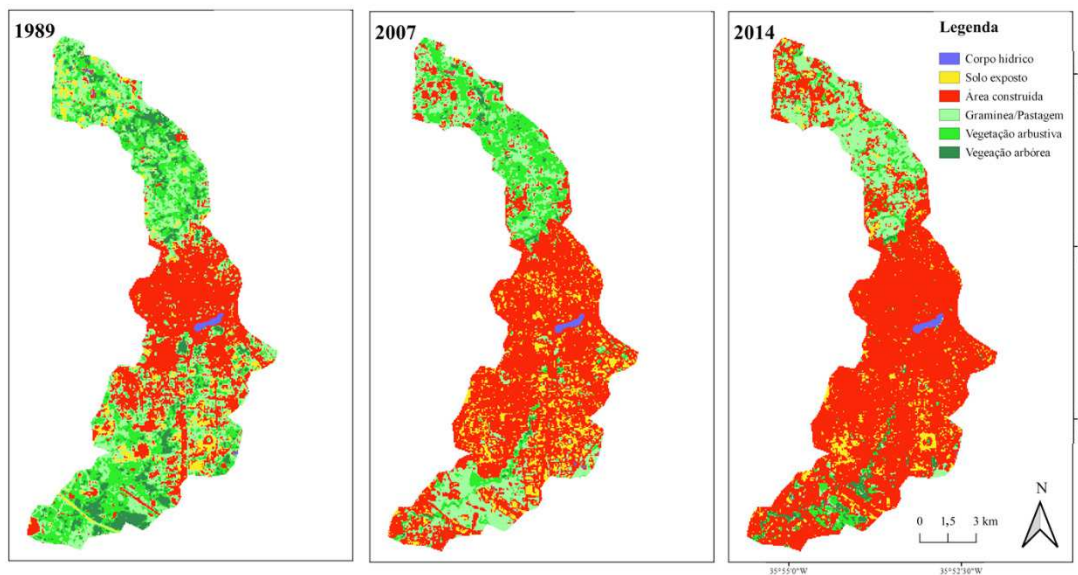 1989
2007
2014
Legenda
Corpo hídrico
Solo exposto
Área construida
Gramínea/Pastagem
Vegetação arbustiva
Vegeação arbórea
N
0 1,5 3 km
35°55'0"W 35°52'30"W